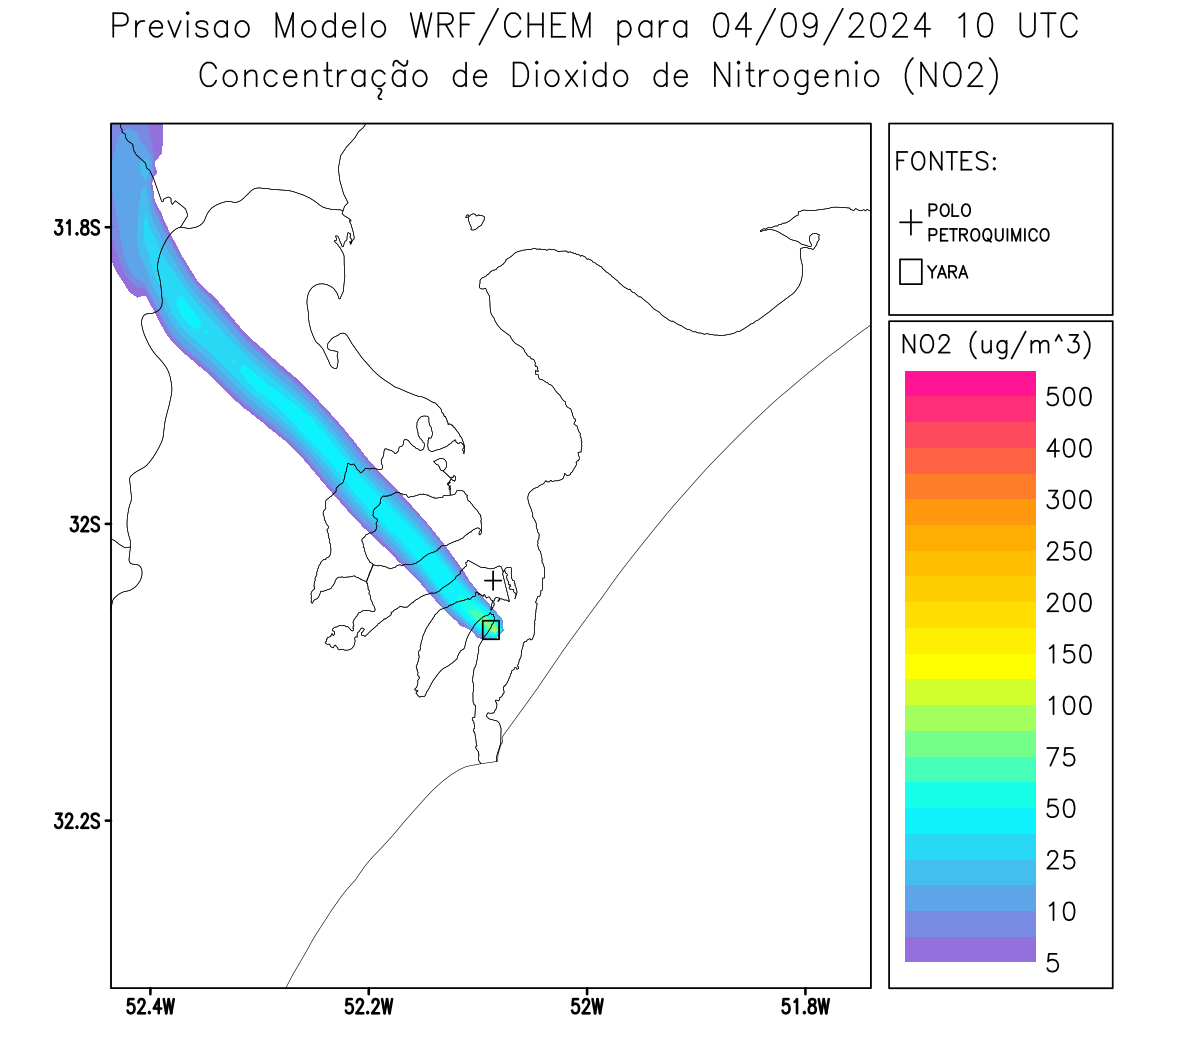 Previsao Modelo WRF/CHEM para 04/09/2024 10 UTC
Concentração de Dioxido de Nitrogenio (NO2)
FONTES:
POLO
PETROQUIMICO
YARA
NO2 (ug/m^3)
500
400
300
250
200
150
100
75
50
25
10
5
31.8S
32S
32.2S
52.4W
52.2W
52W
51.8W